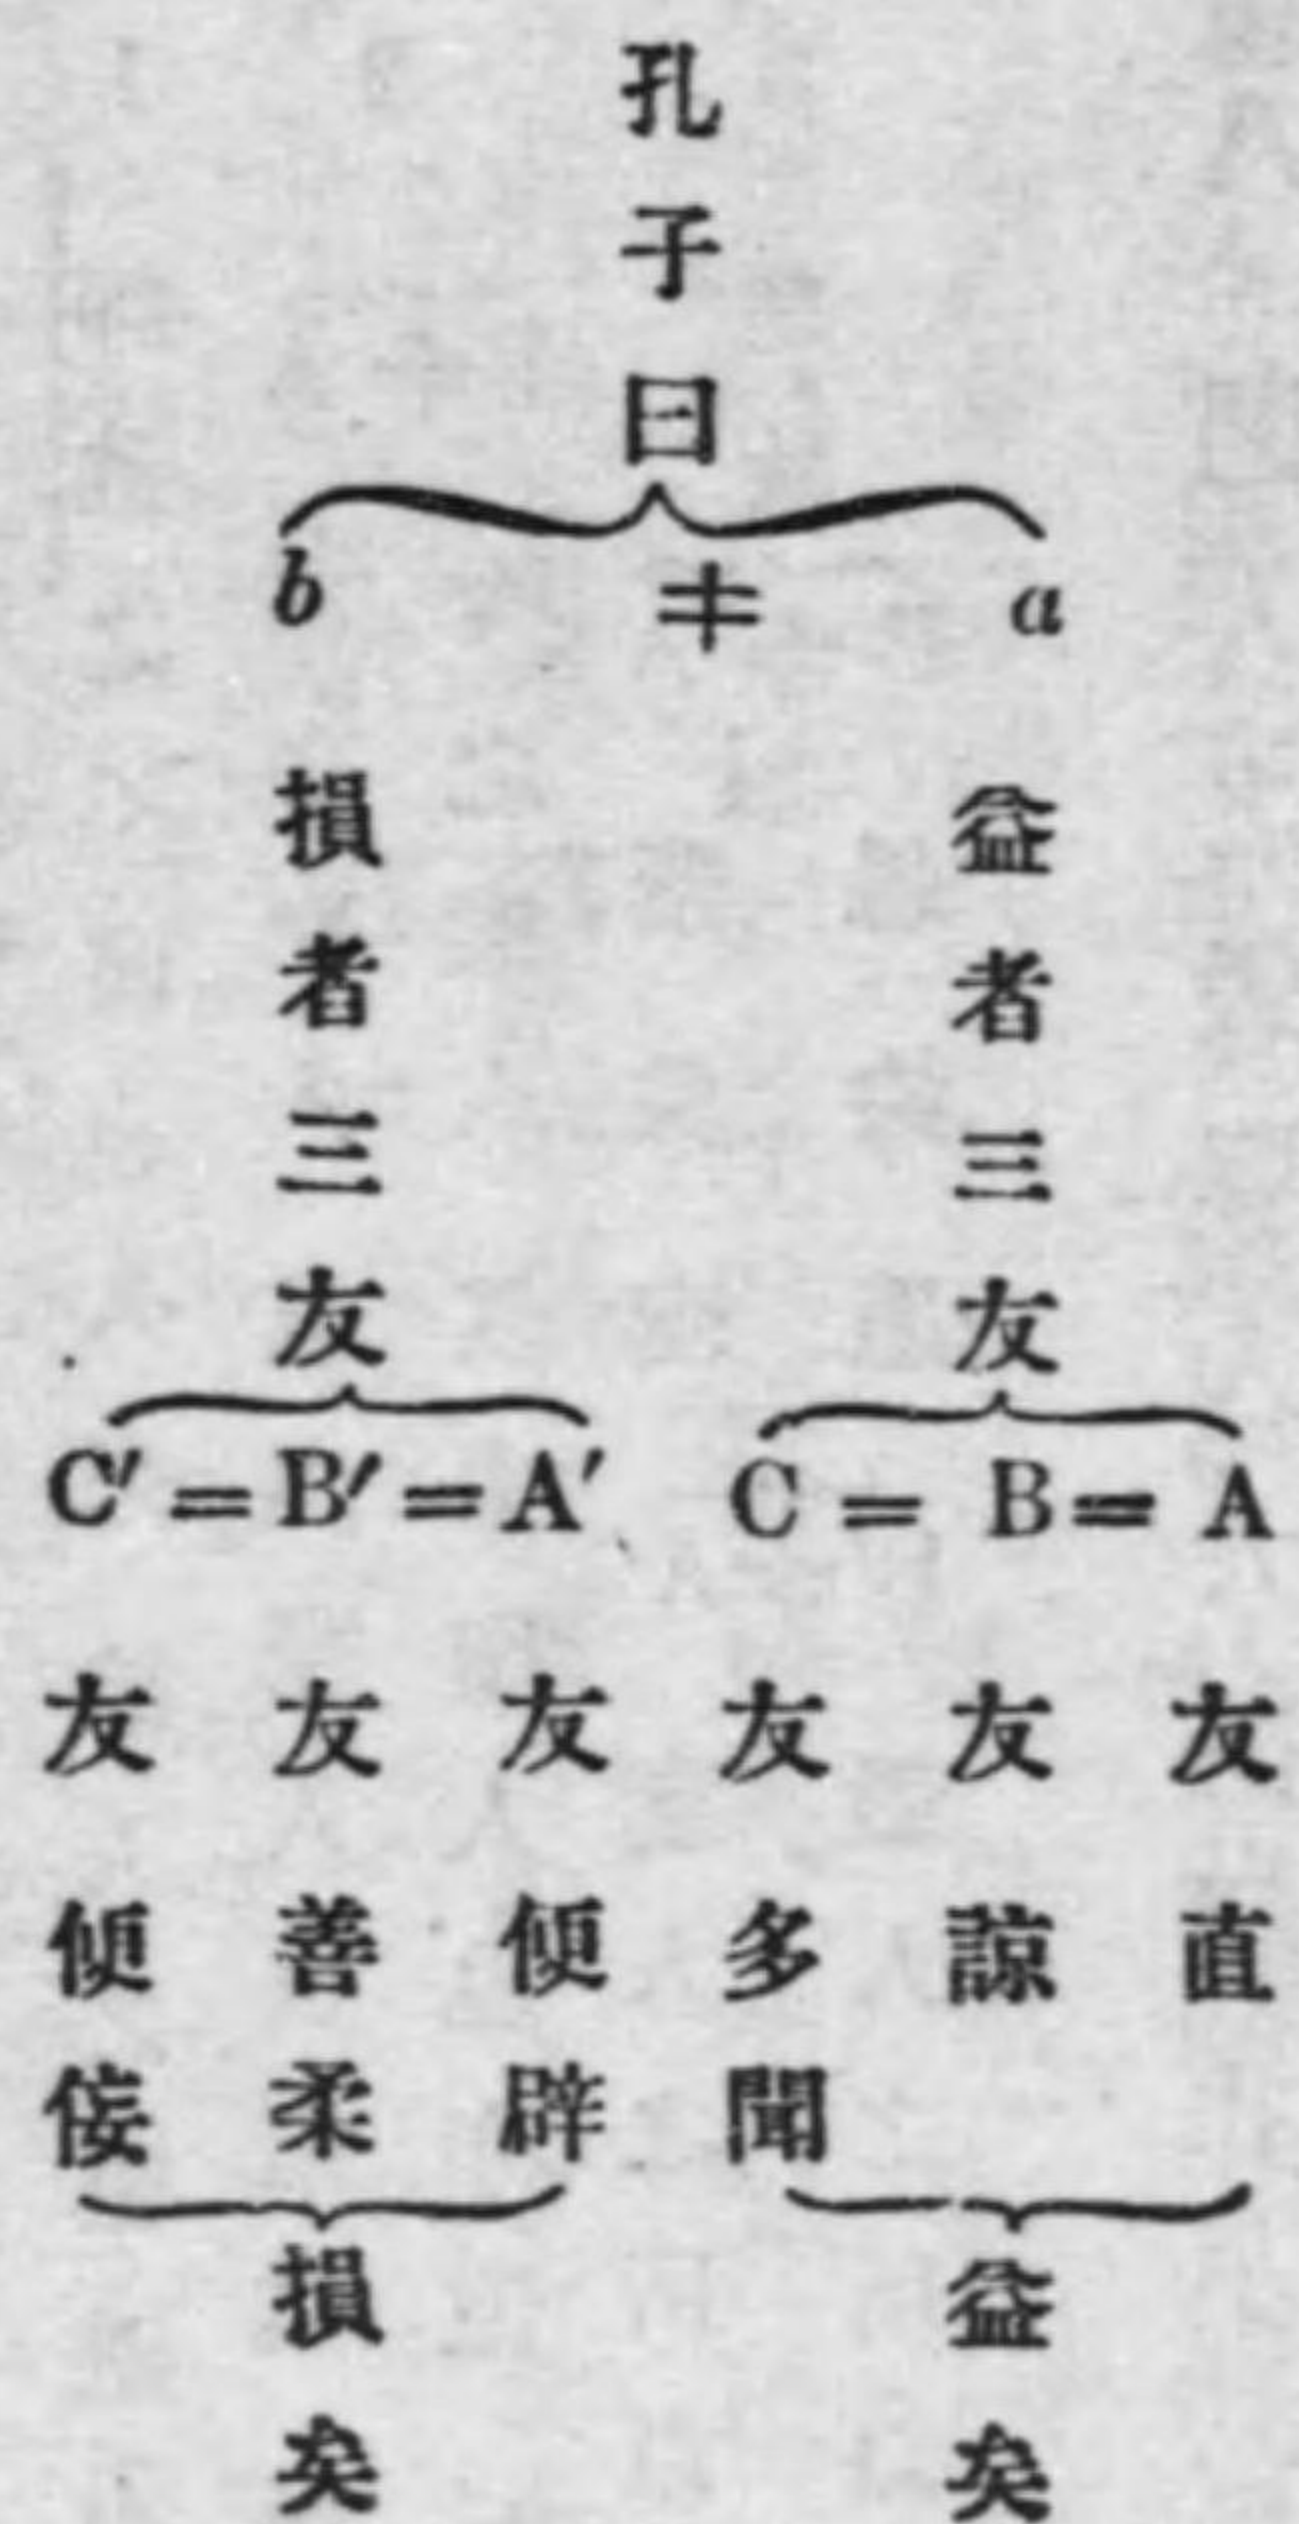 孔子曰
a ≠ b
益者三友
A = B = C
友直
友諒
友多聞
益矣
損者三友
A′ = B′ = C′
友便辟
友善柔
友便佞
損矣